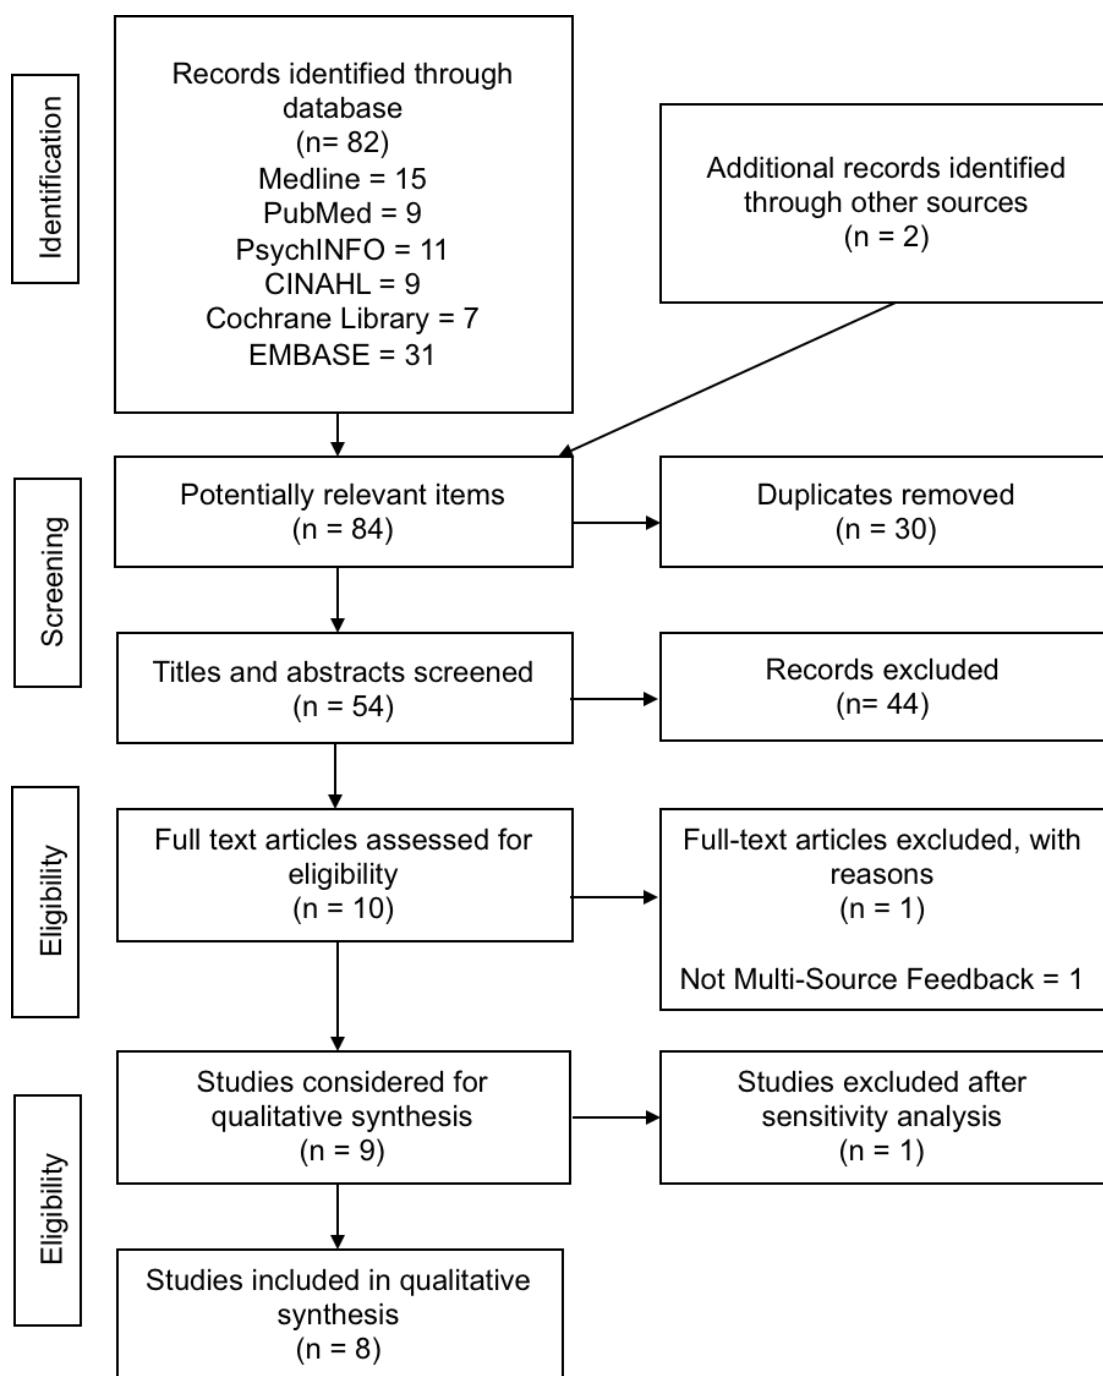 Identification
Records identified through
database
(n= 82)
Medline = 15
PubMed = 9
PsychINFO = 11
CINAHL = 9
Cochrane Library = 7
EMBASE = 31
Additional records identified
through other sources
(n = 2)
Screening
Potentially relevant items
(n = 84)
Duplicates removed
(n = 30)
Titles and abstracts screened
(n = 54)
Records excluded
(n= 44)
Eligibility
Full text articles assessed for
eligibility
(n = 10)
Full-text articles excluded, with
reasons
(n = 1)
Not Multi-Source Feedback = 1
Eligibility
Studies considered for
qualitative synthesis
(n = 9)
Studies excluded after
sensitivity analysis
(n = 1)
Studies included in qualitative
synthesis
(n = 8)